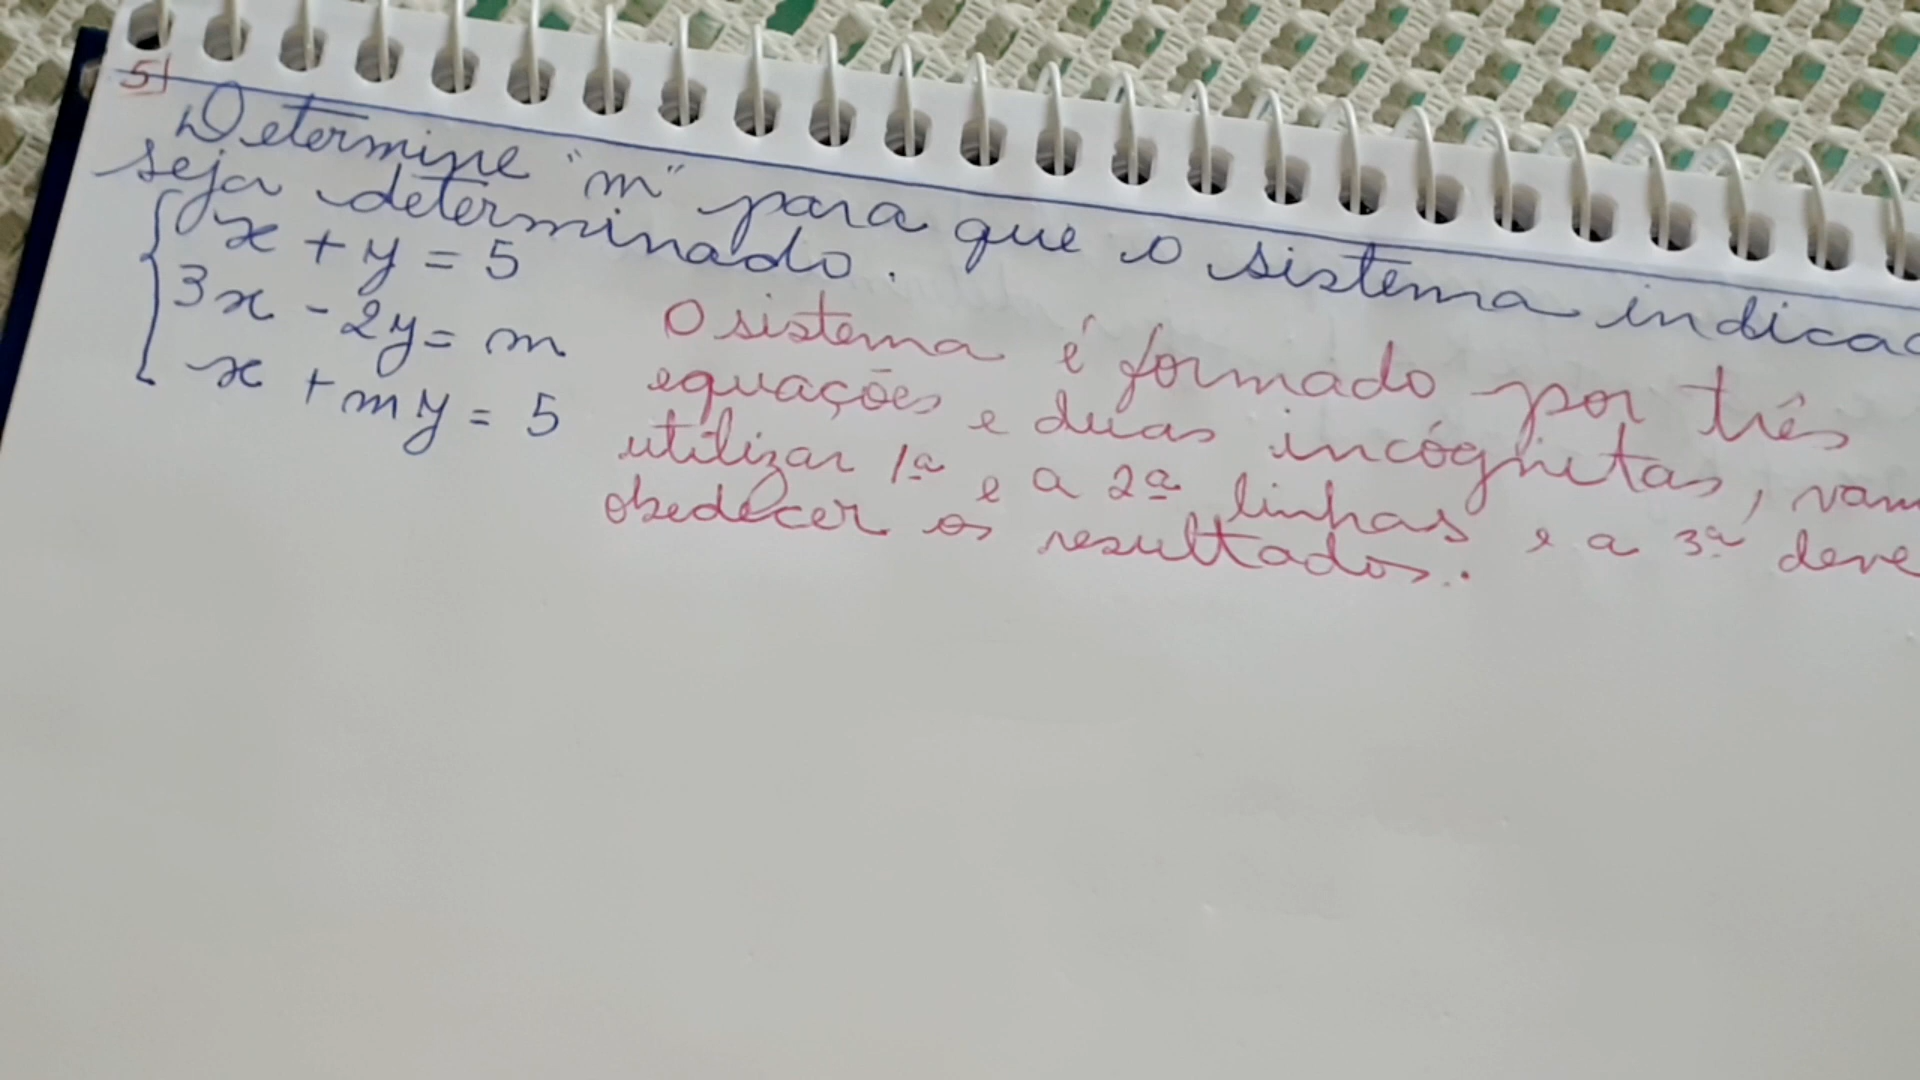 5)
Determine "m" para que o sistema indicad
seja determinado.
x + y = 5
3x - 2y = m
x + my = 5
O sistema é formado por três
equações e duas incógnitas, vam
utilizar 1ª e a 2ª linhas e a 3ª deve
obedecer os resultados.